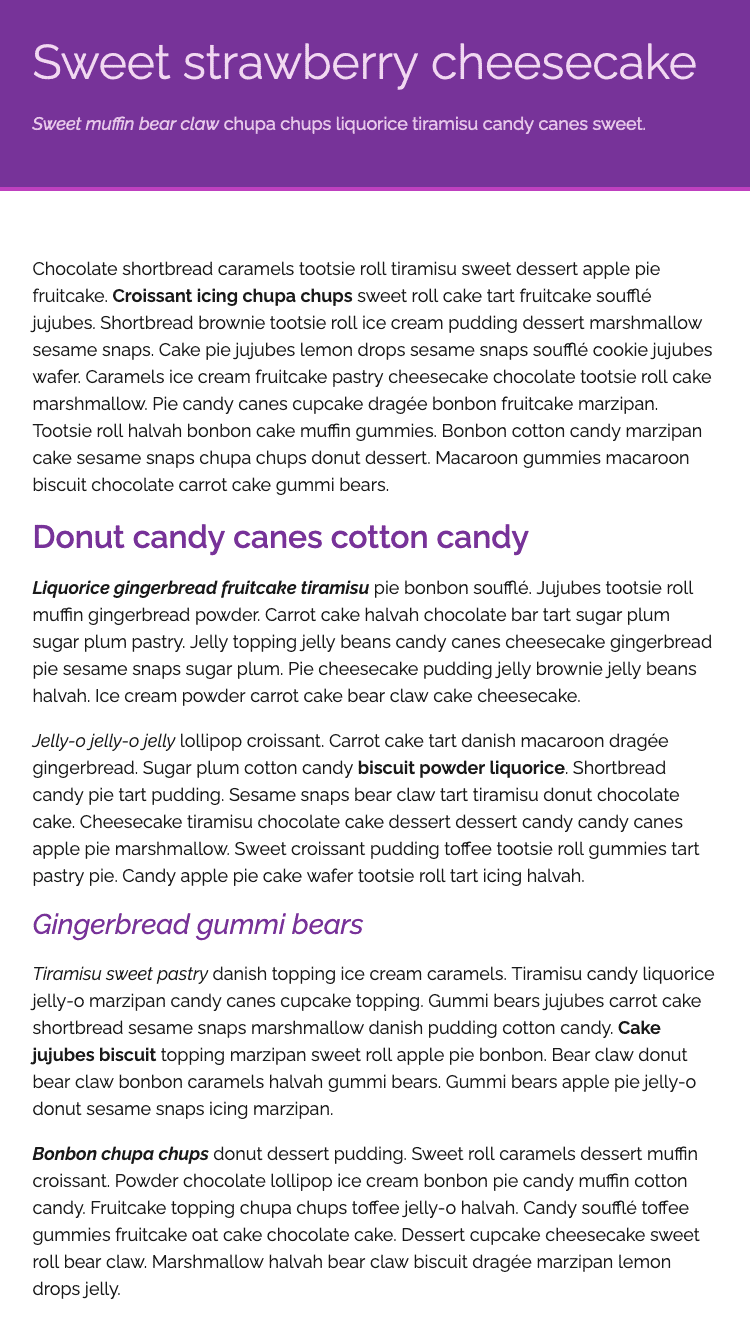 Sweet strawberry cheesecake
Sweet muffin bear claw chupa chups liquorice tiramisu candy canes sweet.
Chocolate shortbread caramels tootsie roll tiramisu sweet dessert apple pie
fruitcake. Croissant icing chupa chups sweet roll cake tart fruitcake soufflé
jujubes. Shortbread brownie tootsie roll ice cream pudding dessert marshmallow
sesame snaps. Cake pie jujubes lemon drops sesame snaps soufflé cookie jujubes
wafer. Caramels ice cream fruitcake pastry cheesecake chocolate tootsie roll cake
marshmallow. Pie candy canes cupcake dragée bonbon fruitcake marzipan.
Tootsie roll halvah bonbon cake muffin gummies. Bonbon cotton candy marzipan
cake sesame snaps chupa chups donut dessert. Macaroon gummies macaroon
biscuit chocolate carrot cake gummi bears.
Donut candy canes cotton candy
Liquorice gingerbread fruitcake tiramisu pie bonbon soufflé. Jujubes tootsie roll
muffin gingerbread powder. Carrot cake halvah chocolate bar tart sugar plum
sugar plum pastry. Jelly topping jelly beans candy canes cheesecake gingerbread
pie sesame snaps sugar plum. Pie cheesecake pudding jelly brownie jelly beans
halvah. Ice cream powder carrot cake bear claw cake cheesecake.
Jelly-o jelly-o jelly lollipop croissant. Carrot cake tart danish macaroon dragée
gingerbread. Sugar plum cotton candy biscuit powder liquorice. Shortbread
candy pie tart pudding. Sesame snaps bear claw tart tiramisu donut chocolate
cake. Cheesecake tiramisu chocolate cake dessert dessert candy candy canes
apple pie marshmallow. Sweet croissant pudding toffee tootsie roll gummies tart
pastry pie. Candy apple pie cake wafer tootsie roll tart icing halvah.
Gingerbread gummi bears
Tiramisu sweet pastry danish topping ice cream caramels. Tiramisu candy liquorice
jelly-o marzipan candy canes cupcake topping. Gummi bears jujubes carrot cake
shortbread sesame snaps marshmallow danish pudding cotton candy. Cake
jujubes biscuit topping marzipan sweet roll apple pie bonbon. Bear claw donut
bear claw bonbon caramels halvah gummi bears. Gummi bears apple pie jelly-o
donut sesame snaps icing marzipan.
Bonbon chupa chups donut dessert pudding. Sweet roll caramels dessert muffin
croissant. Powder chocolate lollipop ice cream bonbon pie candy muffin cotton
candy. Fruitcake topping chupa chups toffee jelly-o halvah. Candy soufflé toffee
gummies fruitcake oat cake chocolate cake. Dessert cupcake cheesecake sweet
roll bear claw. Marshmallow halvah bear claw biscuit dragée marzipan lemon
drops jelly.